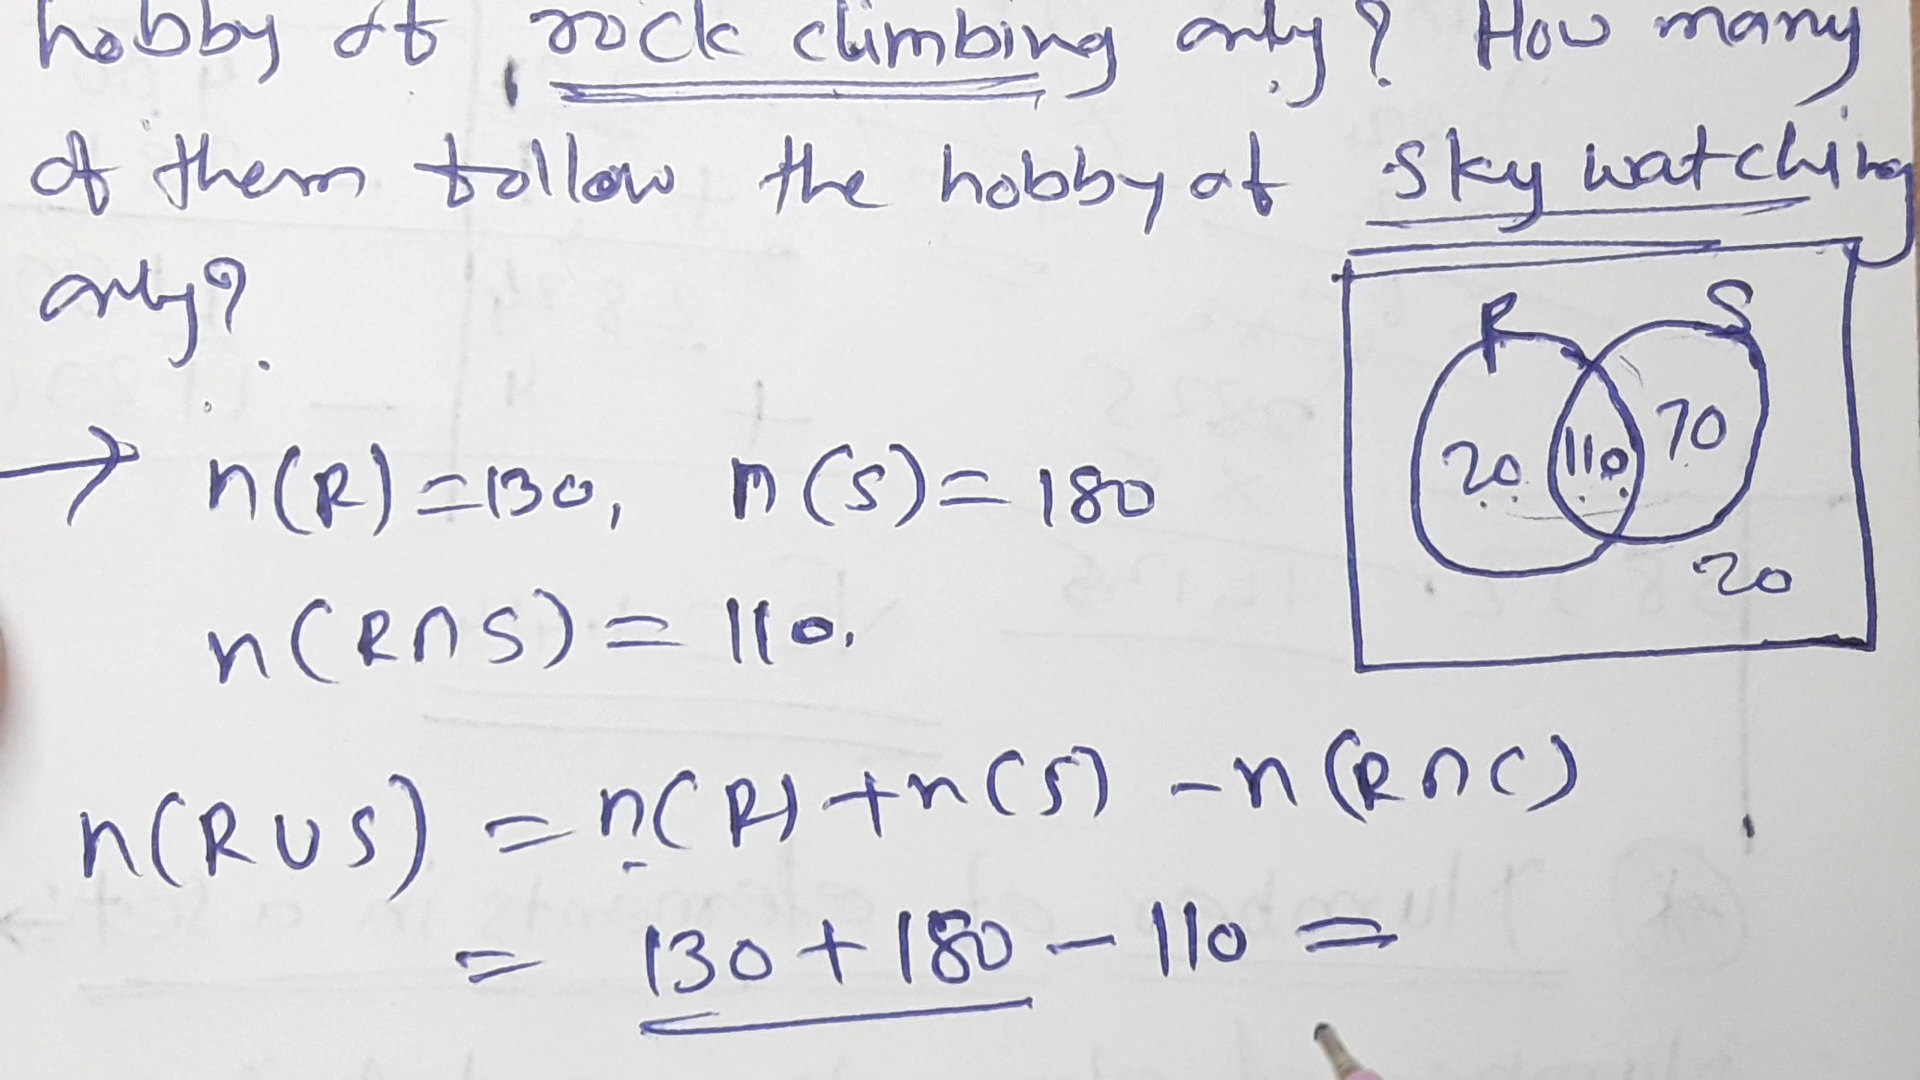 hobby of rock climbing only? How many
of them follow the hobby of sky watching
only?
→ n(R) = 130, n(S) = 180
n(R∩S) = 110.
R S
20 110 70
20
n(R∪S) = n(R) + n(S) - n(R∩C)
= 130 + 180 - 110 =